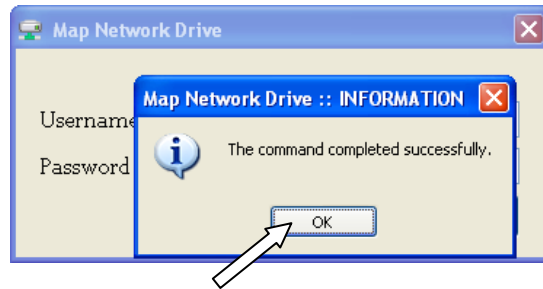 Map Network Drive
Map Network Drive :: INFORMATION
Username
The command completed successfully.
Password
OK